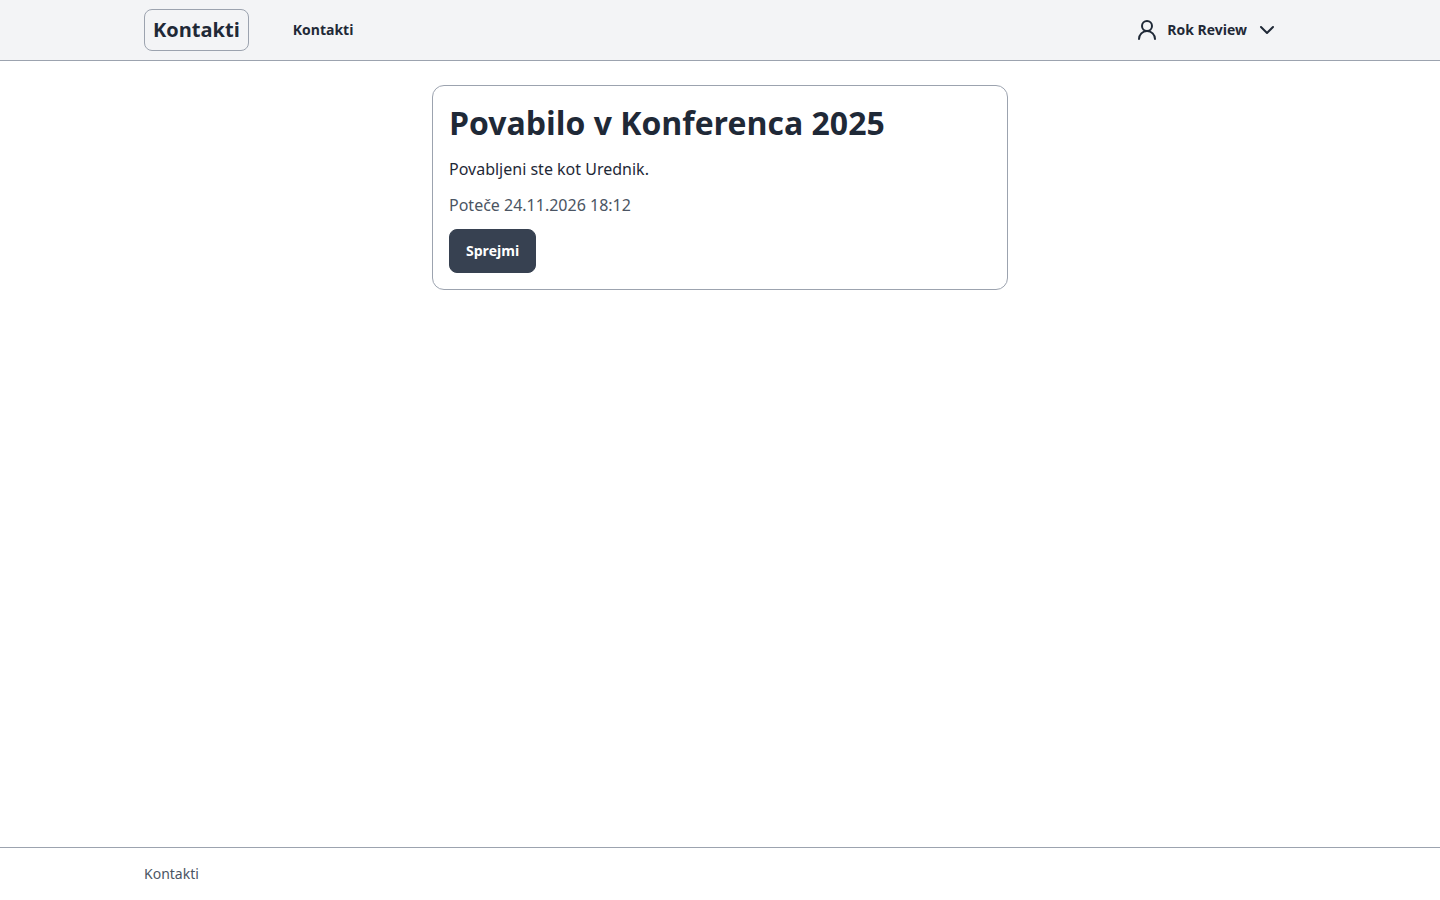 Kontakti
Kontakti
Rok Review
Povabilo v Konferenca 2025
Povabljeni ste kot Urednik.
Poteče 24.11.2026 18:12
Sprejmi
Kontakti